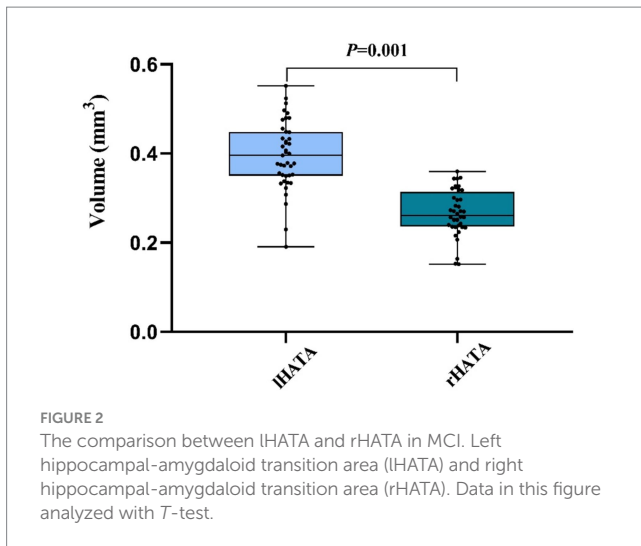 P=0.001
0.6
0.4
0.2
0.0
Volume (mm³)
lHATA
rHATA
FIGURE 2
The comparison between lHATA and rHATA in MCI. Left
hippocampal-amygdaloid transition area (lHATA) and right
hippocampal-amygdaloid transition area (rHATA). Data in this figure
analyzed with T-test.